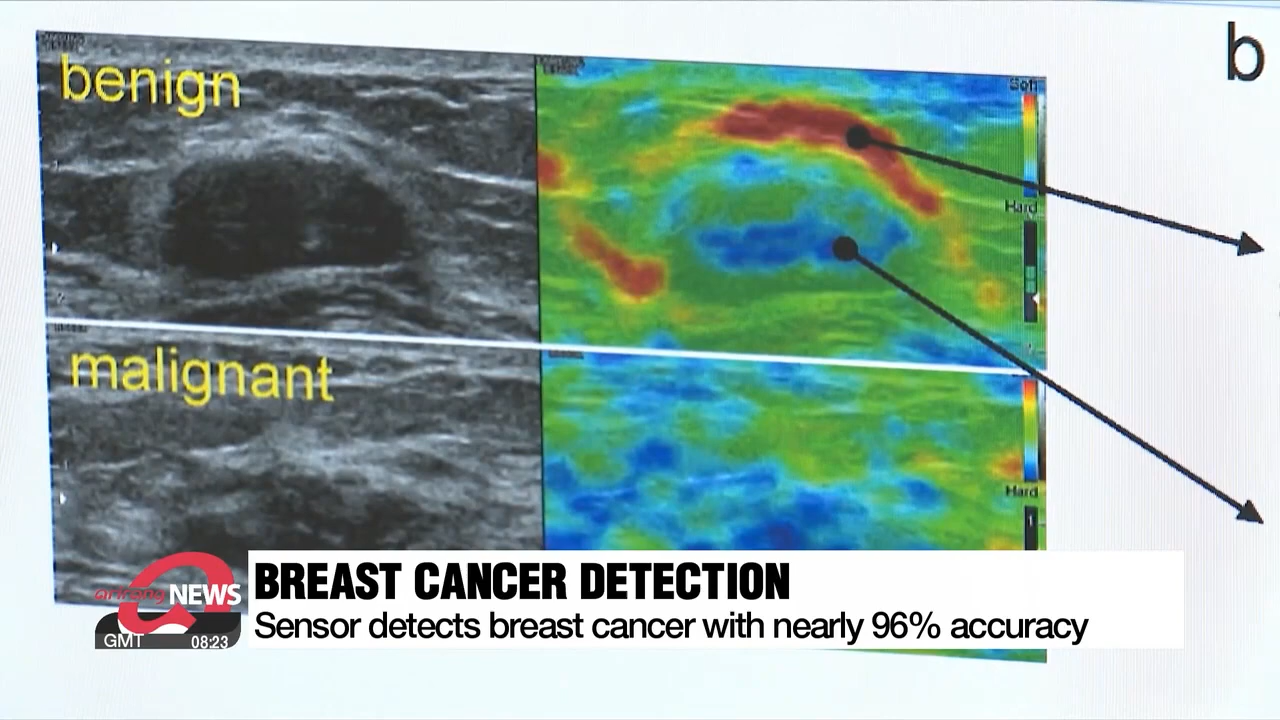 b
benign
Soft
Hard
malignant
Hard
arirang NEWS
GMT 08:23
BREAST CANCER DETECTION
Sensor detects breast cancer with nearly 96% accuracy